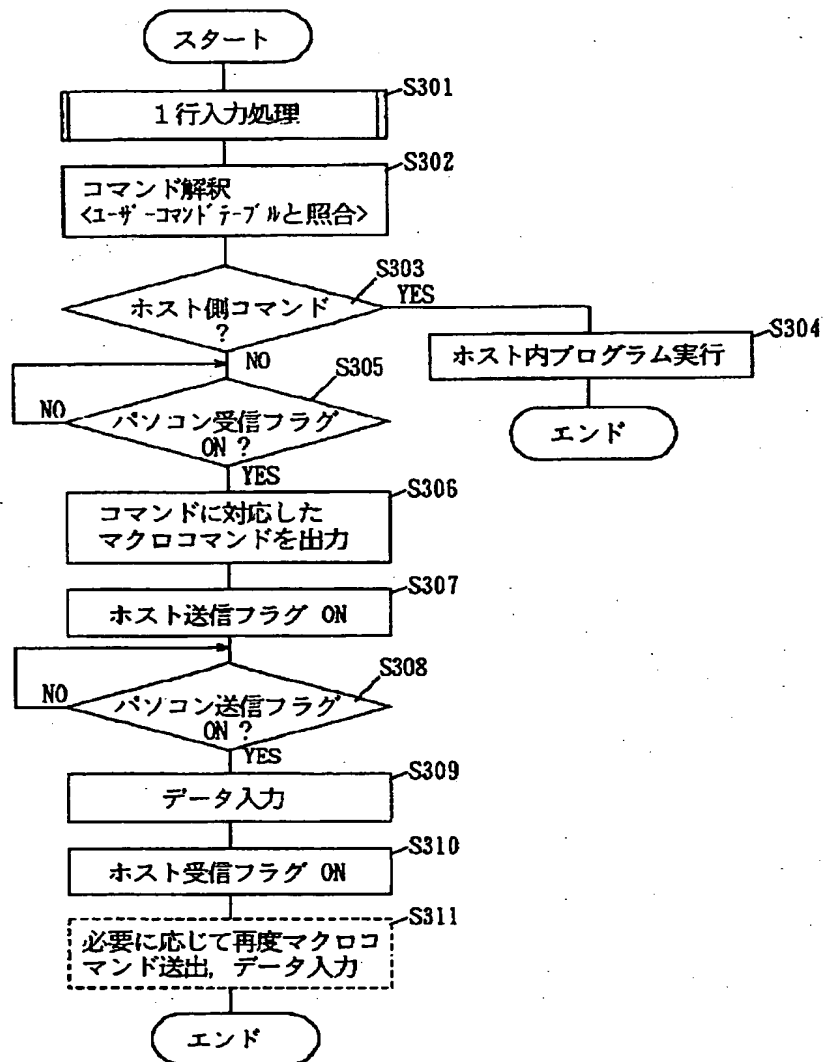 スタート
S301
1行入力処理
S302
コマンド解釈
<ユーザーコマンドテーブルと照合>
S303
ホスト側コマンド
?
YES
NO
S304
ホスト内プログラム実行
エンド
S305
パソコン受信フラグ
ON ?
NO
YES
S306
コマンドに対応した
マクロコマンドを出力
S307
ホスト送信フラグ ON
S308
パソコン送信フラグ
ON ?
NO
YES
S309
データ入力
S310
ホスト受信フラグ ON
S311
必要に応じて再度マクロコ
マンド送出, データ入力
エンド